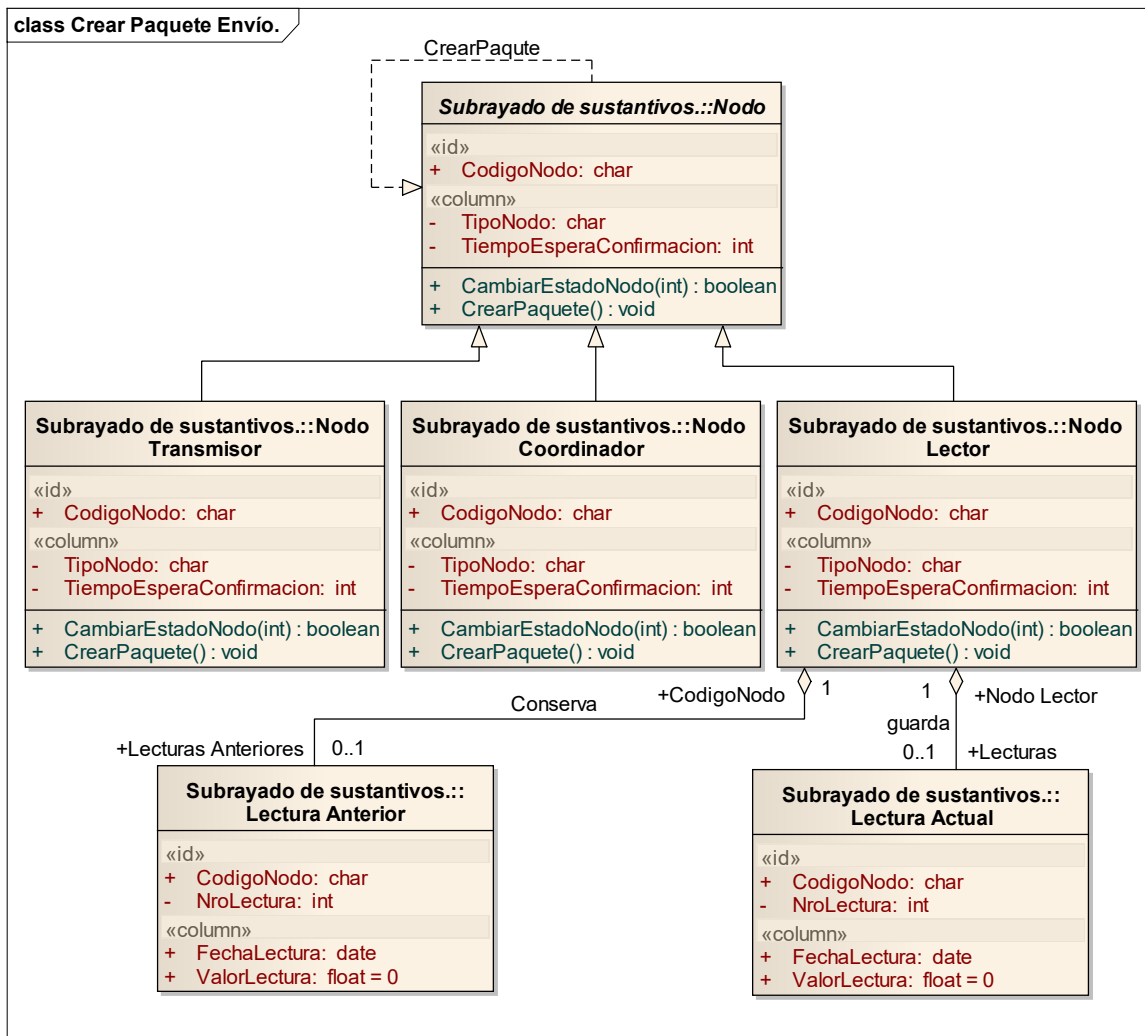 class Crear Paquete Envío.
CrearPaqute
Subrayado de sustantivos.::Nodo
«id»
+ CodigoNodo: char
«column»
- TipoNodo: char
- TiempoEsperaConfirmacion: int
+ CambiarEstadoNodo(int) : boolean
+ CrearPaquete() : void
Subrayado de sustantivos.::Nodo
Transmisor
«id»
+ CodigoNodo: char
«column»
- TipoNodo: char
- TiempoEsperaConfirmacion: int
+ CambiarEstadoNodo(int) : boolean
+ CrearPaquete() : void
Subrayado de sustantivos.::Nodo
Coordinador
«id»
+ CodigoNodo: char
«column»
- TipoNodo: char
- TiempoEsperaConfirmacion: int
+ CambiarEstadoNodo(int) : boolean
+ CrearPaquete() : void
Subrayado de sustantivos.::Nodo
Lector
«id»
+ CodigoNodo: char
«column»
- TipoNodo: char
- TiempoEsperaConfirmacion: int
+ CambiarEstadoNodo(int) : boolean
+ CrearPaquete() : void
+CodigoNodo 1
Conserva
+Lecturas Anteriores 0..1
1 +Nodo Lector
guarda
0..1 +Lecturas
Subrayado de sustantivos.::
Lectura Anterior
«id»
+ CodigoNodo: char
- NroLectura: int
«column»
+ FechaLectura: date
+ ValorLectura: float = 0
Subrayado de sustantivos.::
Lectura Actual
«id»
+ CodigoNodo: char
- NroLectura: int
«column»
+ FechaLectura: date
+ ValorLectura: float = 0